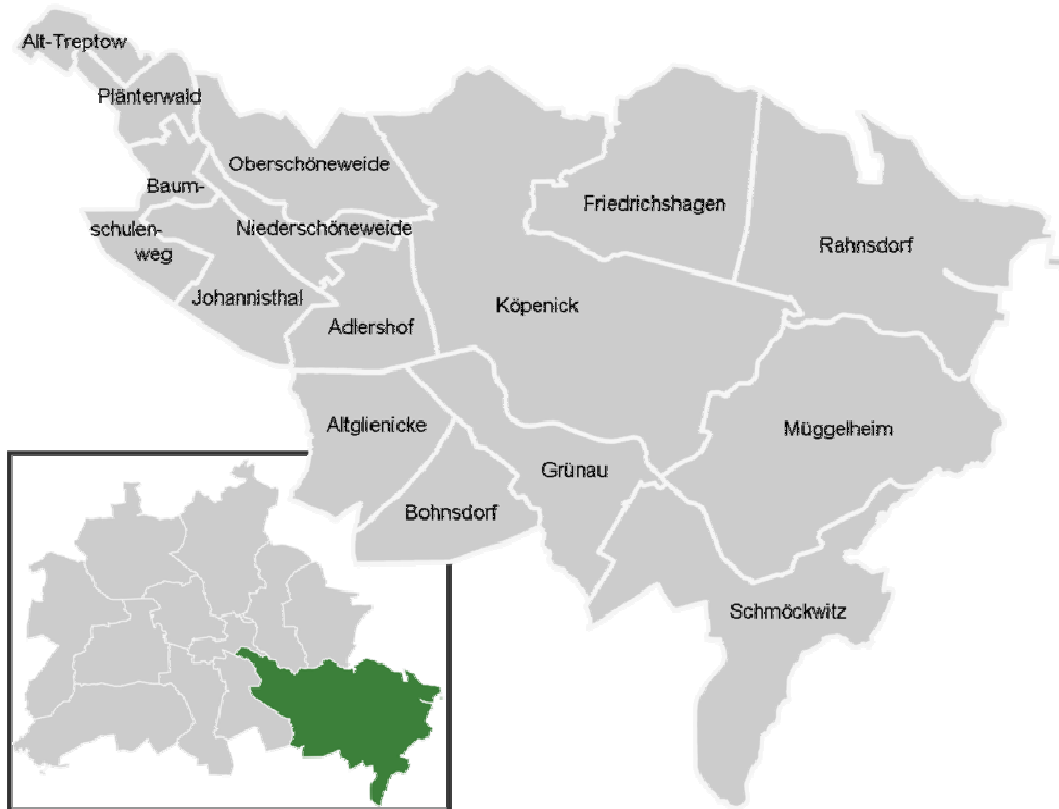 Alt-Treptow
Plänterwald
Oberschöneweide
Baum-
schulen-
weg
Niederschöneweide
Friedrichshagen
Rahnsdorf
Johannisthal
Köpenick
Adlershof
Altglienicke
Müggelheim
Grünau
Bohnsdorf
Schmöckwitz